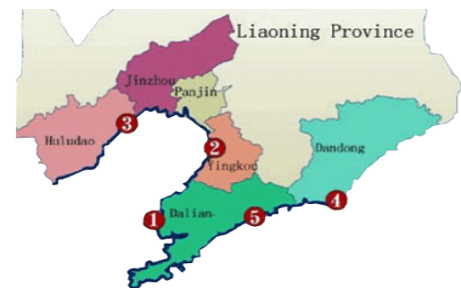 Liaoning Province
Jinzhou
Panjin
3
Huludao
2
Yingkou
Dandong
4
1
Dalian-
5